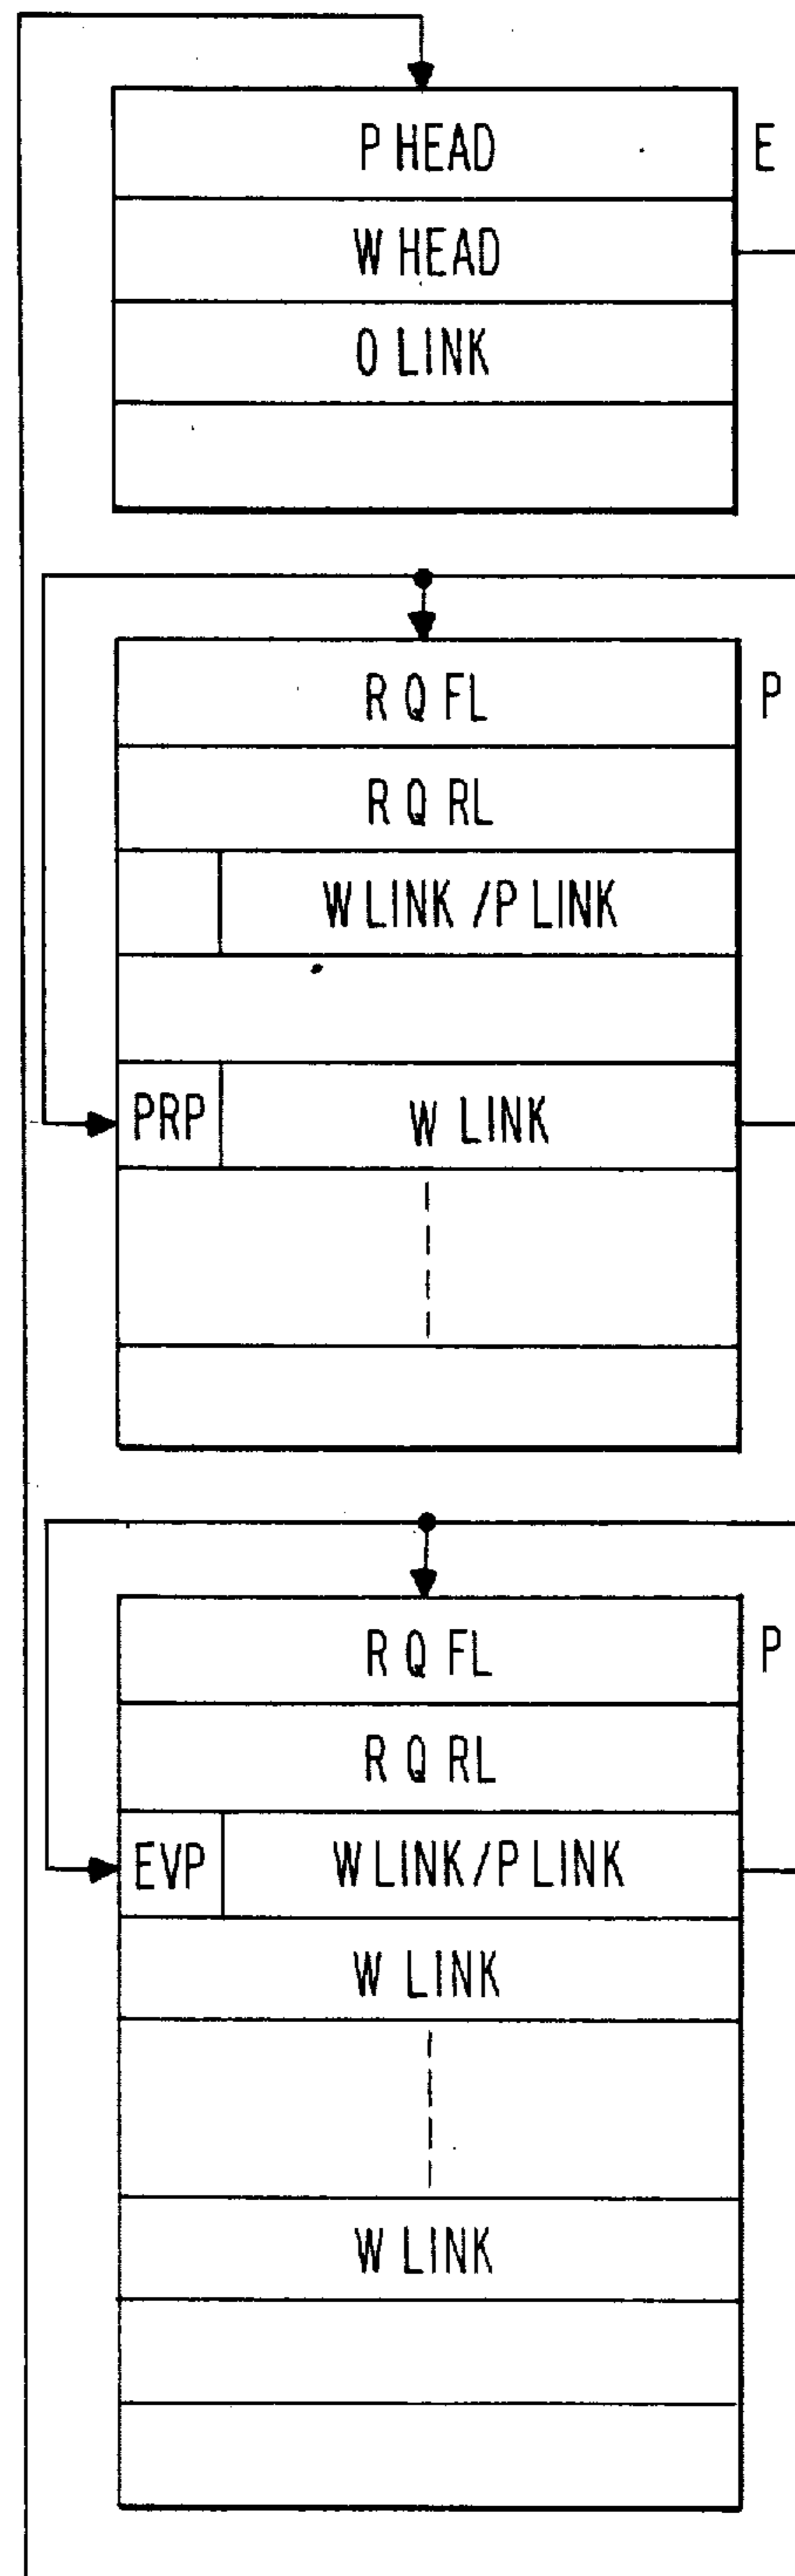 P HEAD E
W HEAD
O LINK
R Q FL P
R Q RL
W LINK / P LINK
PRP W LINK
R Q FL P
R Q RL
EVP W LINK / P LINK
W LINK
W LINK